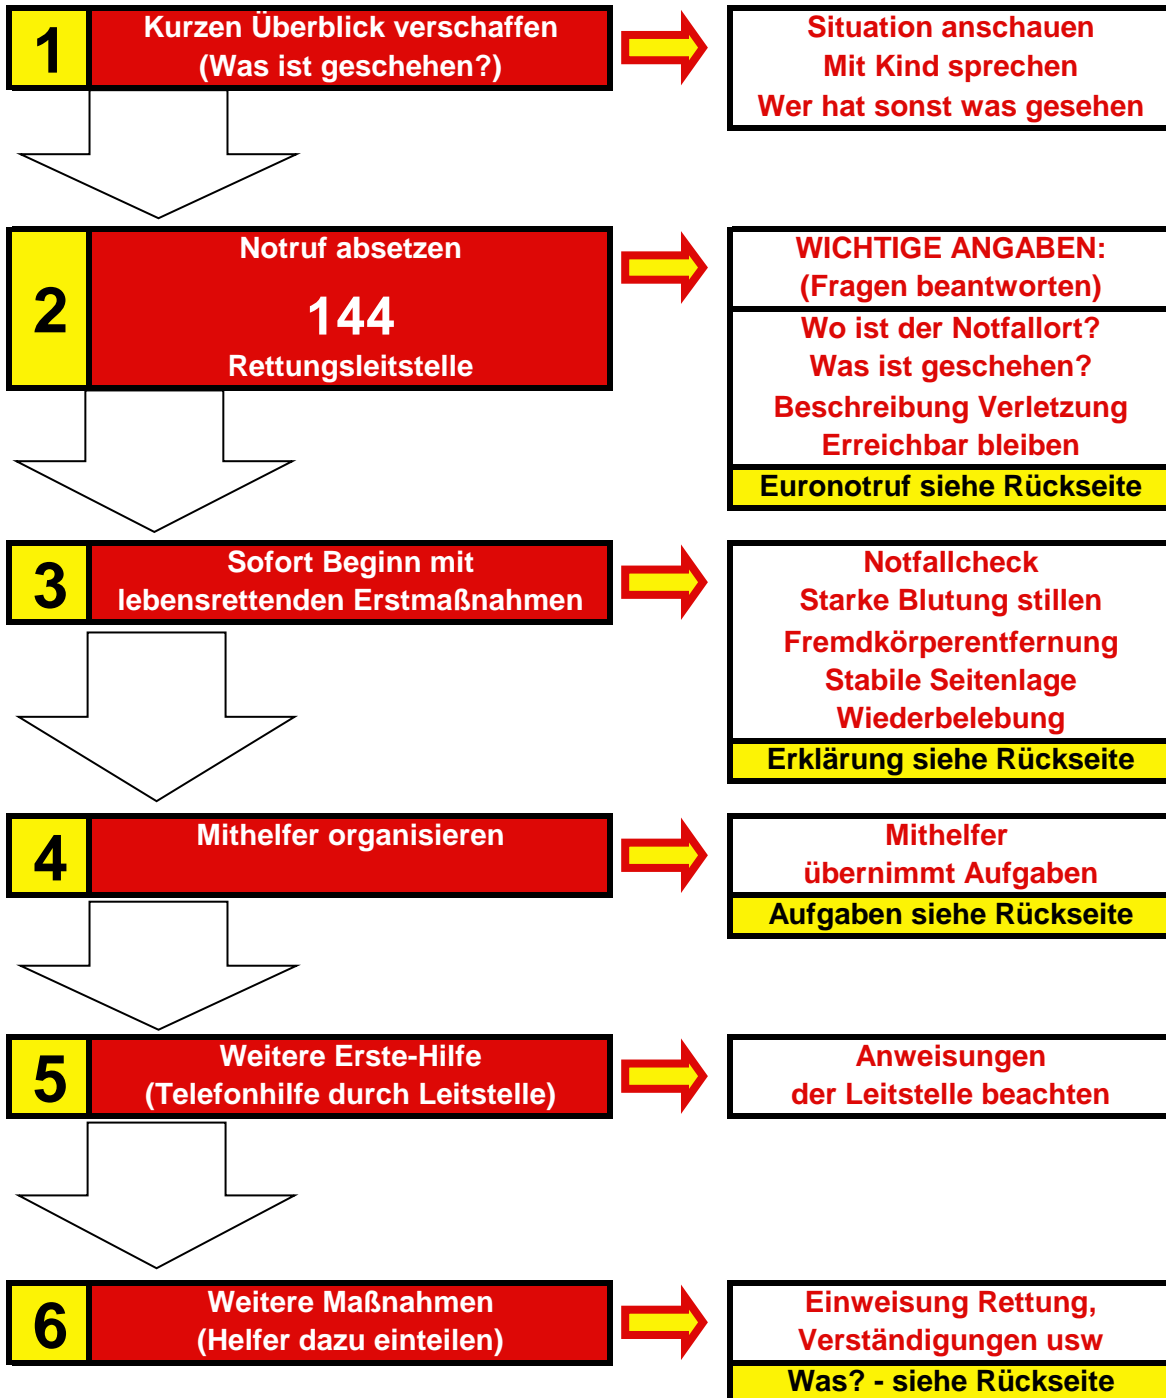 1
Kurzen Überblick verschaffen
(Was ist geschehen?)
Situation anschauen
Mit Kind sprechen
Wer hat sonst was gesehen
2
Notruf absetzen
144
Rettungsleitstelle
WICHTIGE ANGABEN:
(Fragen beantworten)
Wo ist der Notfallort?
Was ist geschehen?
Beschreibung Verletzung
Erreichbar bleiben
Euronotruf siehe Rückseite
3
Sofort Beginn mit
lebensrettenden Erstmaßnahmen
Notfallcheck
Starke Blutung stillen
Fremdkörperentfernung
Stabile Seitenlage
Wiederbelebung
Erklärung siehe Rückseite
4
Mithelfer organisieren
Mithelfer
übernimmt Aufgaben
Aufgaben siehe Rückseite
5
Weitere Erste-Hilfe
(Telefonhilfe durch Leitstelle)
Anweisungen
der Leitstelle beachten
6
Weitere Maßnahmen
(Helfer dazu einteilen)
Einweisung Rettung,
Verständigungen usw
Was? - siehe Rückseite